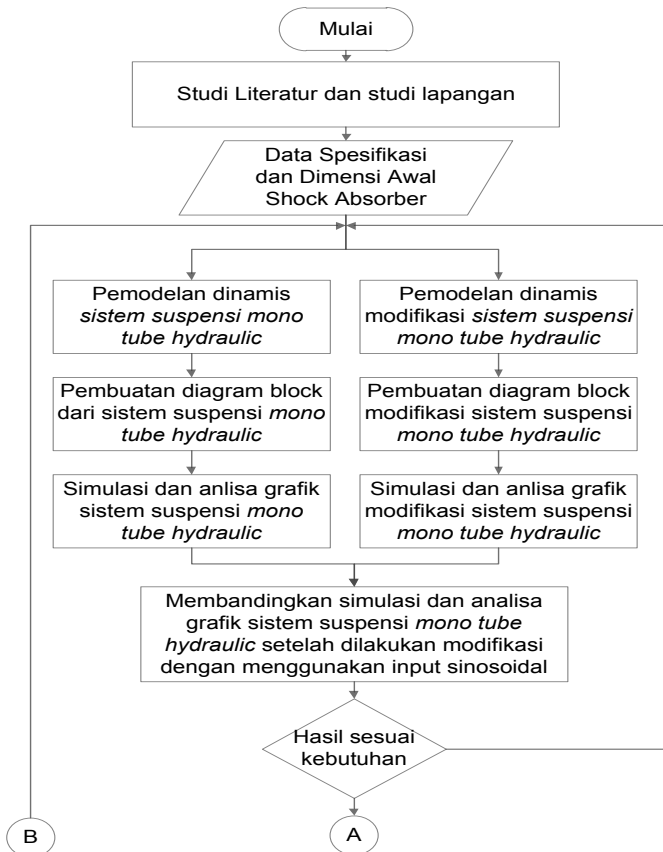 Mulai
Studi Literatur dan studi lapangan
Data Spesifikasi
dan Dimensi Awal
Shock Absorber
Pemodelan dinamis
sistem suspensi mono
tube hydraulic
Pemodelan dinamis
modifikasi sistem suspensi
mono tube hydraulic
Pembuatan diagram block
dari sistem suspensi mono
tube hydraulic
Pembuatan diagram block
modifikasi sistem suspensi
mono tube hydraulic
Simulasi dan anlisa grafik
sistem suspensi mono
tube hydraulic
Simulasi dan anlisa grafik
modifikasi sistem suspensi
mono tube hydraulic
Membandingkan simulasi dan analisa
grafik sistem suspensi mono tube
hydraulic setelah dilakukan modifikasi
dengan menggunakan input sinosoidal
Hasil sesuai
kebutuhan
B
A